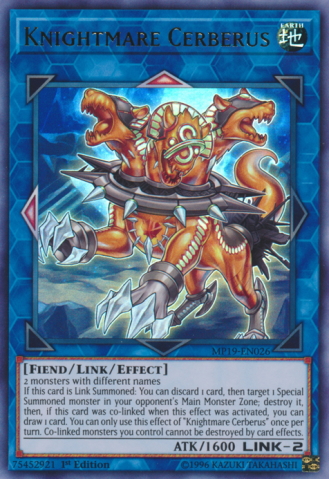 KNIGHTMARE CERBERUS
EARTH
地
MP19-EN026
[FIEND/LINK/EFFECT]
2 monsters with different names
If this card is Link Summoned: You can discard 1 card, then target 1 Special
Summoned monster in your opponent's Main Monster Zone; destroy it,
then, if this card was co-linked when this effect was activated, you can
draw 1 card. You can only use this effect of "Knightmare Cerberus" once per
turn. Co-linked monsters you control cannot be destroyed by card effects.
ATK/1600 LINK-2
75452921 1st Edition ©1996 KAZUKI TAKAHASHI